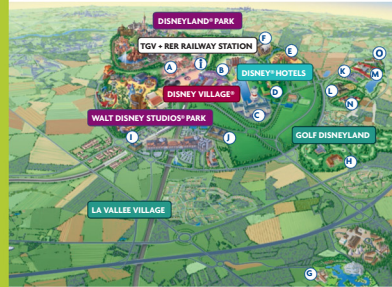 DISNEYLAND® PARK
TGV + RER RAILWAY STATION
F
E
O
A
i
B
K
M
DISNEY® HOTELS
DISNEY VILLAGE®
D
L
N
C
WALT DISNEY STUDIOS® PARK
I
J
GOLF DISNEYLAND
H
LA VALLEE VILLAGE
G